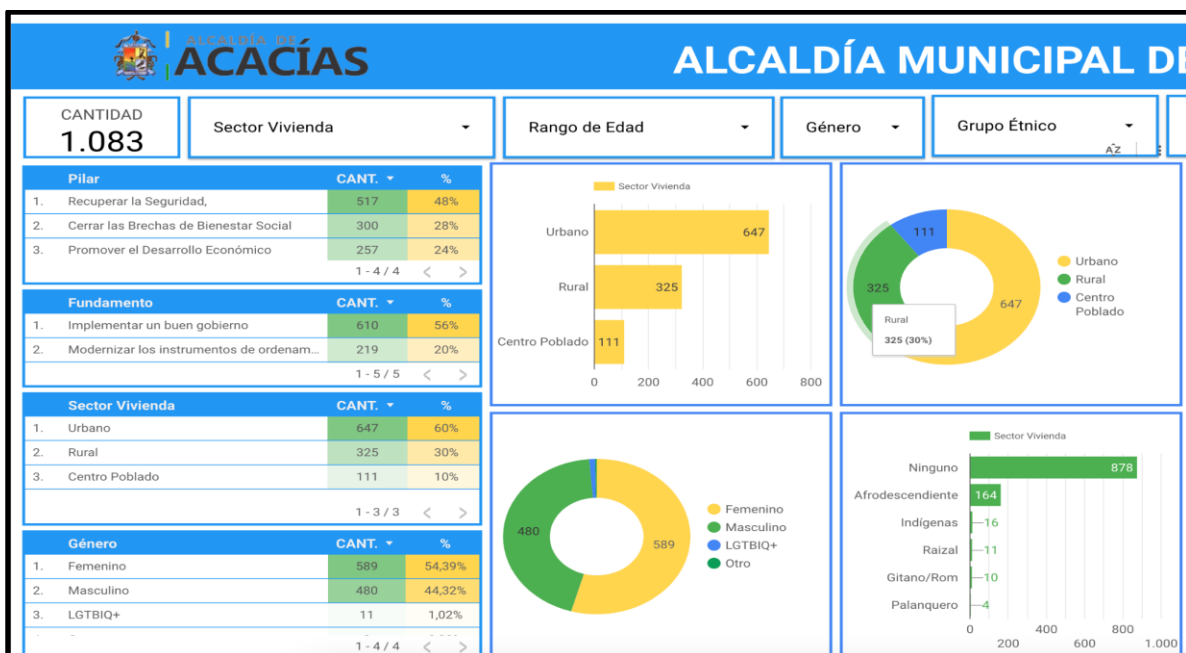 ALCALDÍA DE
ACACÍAS
ALCALDÍA MUNICIPAL DE
CANTIDAD
1.083
Sector Vivienda
Rango de Edad
Género
Grupo Étnico
Pilar CANT. %
1. Recuperar la Seguridad, 517 48%
2. Cerrar las Brechas de Bienestar Social 300 28%
3. Promover el Desarrollo Económico 257 24%
1 - 4 / 4 < >
Fundamento CANT. %
1. Implementar un buen gobierno 610 56%
2. Modernizar los instrumentos de ordenam... 219 20%
1 - 5 / 5 < >
Sector Vivienda CANT. %
1. Urbano 647 60%
2. Rural 325 30%
3. Centro Poblado 111 10%
1 - 3 / 3 < >
Género CANT. %
1. Femenino 589 54,39%
2. Masculino 480 44,32%
3. LGTBIQ+ 11 1,02%
1 - 4 / 4 < >
Sector Vivienda
Urbano 647
Rural 325
Centro Poblado 111
0 200 400 600 800
AZ
111
325
647
Rural
325 (30%)
Urbano
Rural
Centro
Poblado
480
589
Femenino
Masculino
LGTBIQ+
Otro
Sector Vivienda
Ninguno 878
Afrodescendiente 164
Indígenas 16
Raizal 11
Gitano/Rom 10
Palanquero 4
0 400 800
200 600 1.000